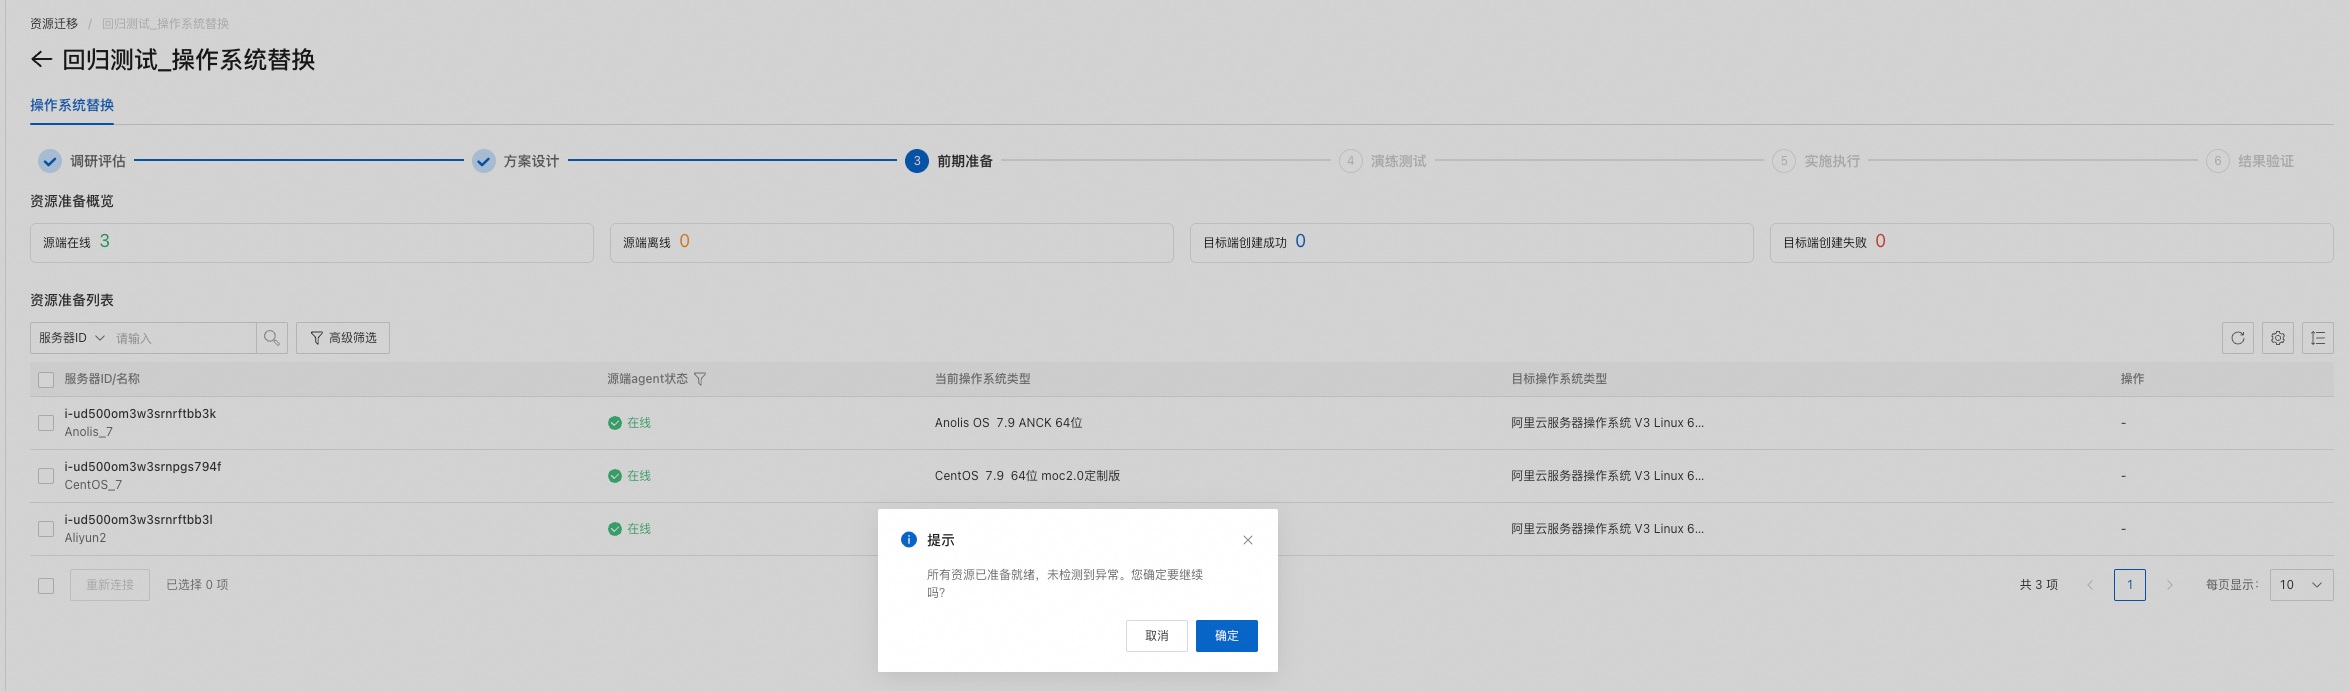 资源迁移 / 回归测试_操作系统替换
回归测试_操作系统替换
操作系统替换
调研评估
方案设计
3 前期准备
4 演练测试
5 实施执行
6 结果验证
资源准备概览
源端在线 3
源端离线 0
目标端创建成功 0
目标端创建失败 0
资源准备列表
服务器ID 请输入 高级筛选
服务器ID/名称 源端agent状态 当前操作系统类型 目标操作系统类型 操作
i-ud500om3w3srnrftbb3k
Anolis_7
在线 Anolis OS 7.9 ANCK 64位 阿里云服务器操作系统 V3 Linux 6... -
i-ud500om3w3srnpgs794f
CentOS_7
在线 CentOS 7.9 64位 moc2.0定制版 阿里云服务器操作系统 V3 Linux 6... -
i-ud500om3w3srnrftbb3l
Aliyun2
在线 阿里云服务器操作系统 V3 Linux 6... -
重新连接 已选择 0 项
共 3 项 1 每页显示: 10
提示
所有资源已准备就绪，未检测到异常。您确定要继续
吗?
取消 确定